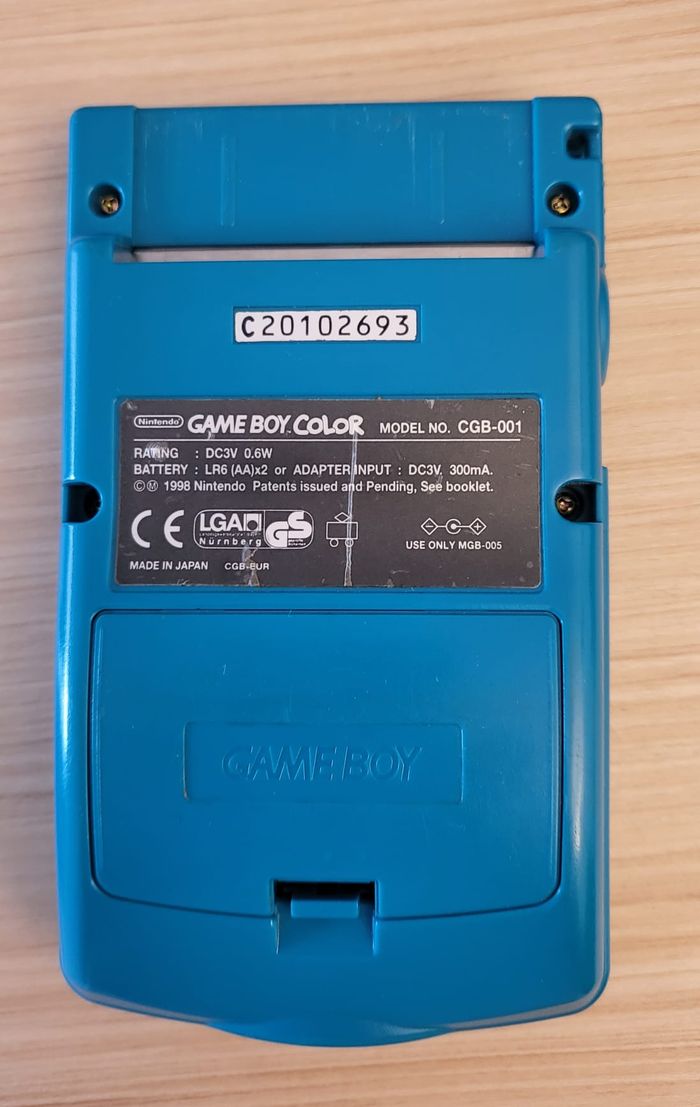 C20102693
Nintendo GAME BOY COLOR MODEL NO. CGB-001
RATING : DC3V 0.6W
BATTERY : LR6 (AA)x2 or ADAPTER INPUT : DC3V, 300mA.
©Ⓜ 1998 Nintendo Patents issued and Pending, See booklet.
CE LGA GS
Nürnberg
USE ONLY MGB-005
MADE IN JAPAN CGB-EUR
GAME BOY